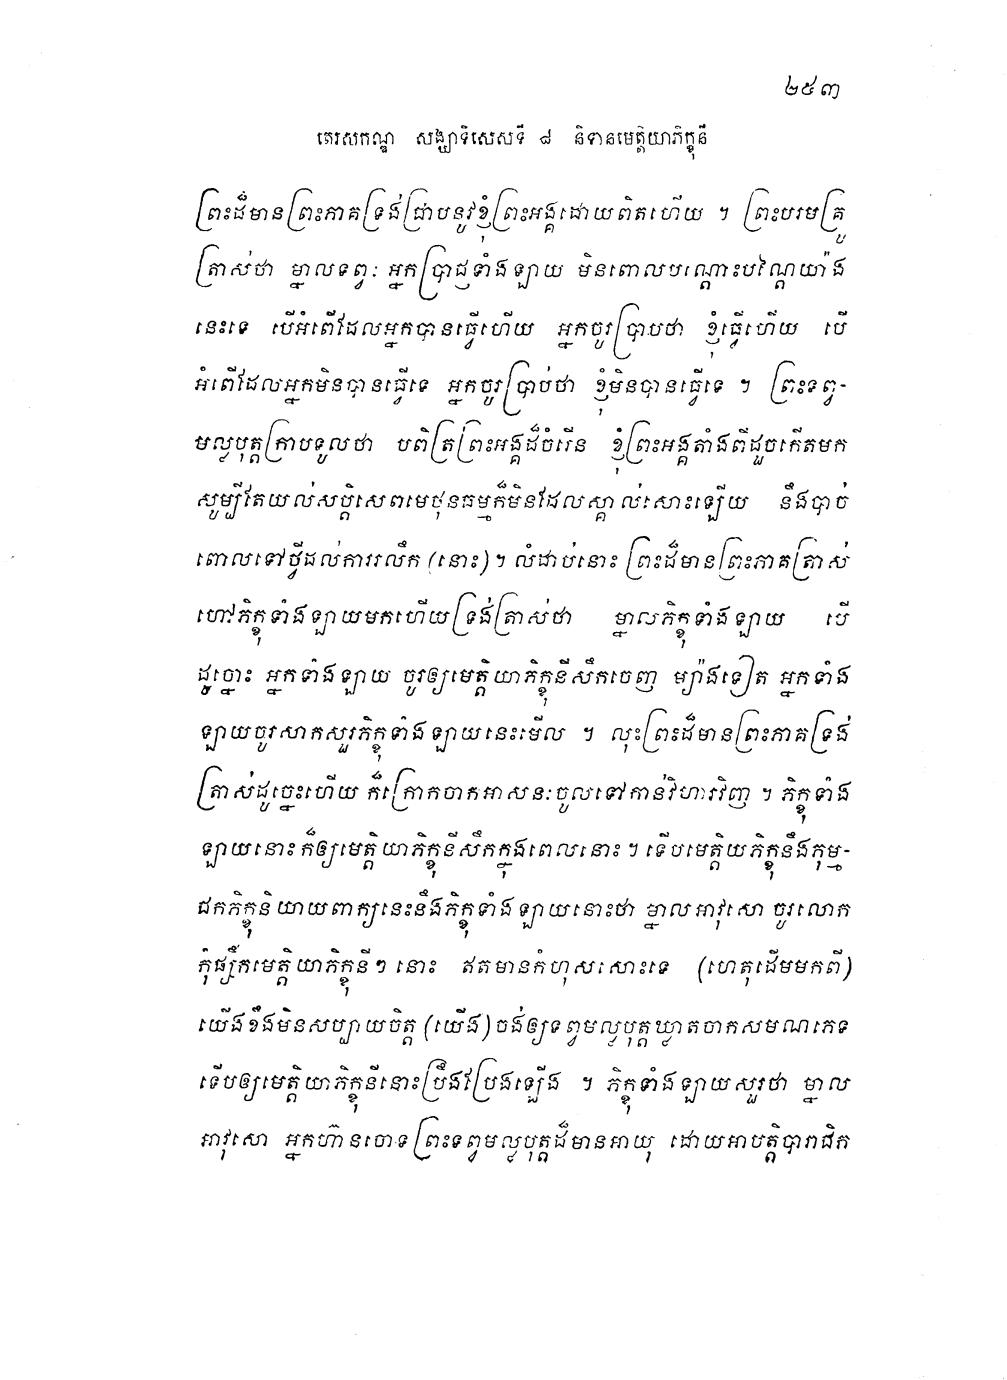 ២៥៣
តេរសកណ្ឌ សង្ឃាទិសេសទី ៨ និទានមេត្តិយាភិក្ខុនី
ព្រះដ៏មានព្រះភាគទ្រង់ជ្រាបនូវខ្ញុំព្រះអង្គដោយពិតហើយ ។ ព្រះបរមគ្រូ
ត្រាស់ថា ម្នាលទព្វៈ អ្នកប្រាជ្ញទាំងឡាយ មិនពោលបណ្តោះបណ្តែយ៉ាង
នេះទេ បើអំពើដែលអ្នកបានធ្វើហើយ អ្នកចូរប្រាបថា ខ្ញុំធ្វើហើយ បើ
អំពើដែលអ្នកមិនបានធ្វើទេ អ្នកចូរប្រាប់ថា ខ្ញុំមិនបានធ្វើទេ ។ ព្រះទព្វ-
មល្លបុត្តក្រាបទូលថា បពិត្រព្រះអង្គដ៏ចំរើន ខ្ញុំព្រះអង្គតាំងពីដួចកើតមក
សូម្បីតែយល់សប្តិសេពមេថុនធម្មក៏មិនដែលស្គាល់សោះឡើយ នឹងបាច់
ពោលទៅថ្វីដល់ការរលឹក (នោះ) ។ លំដាប់នោះ ព្រះដ៏មានព្រះភាគត្រាស់
ហៅភិក្ខុទាំងឡាយមកហើយទ្រង់ត្រាស់ថា ម្នាលភិក្ខុទាំងឡាយ បើ
ដូច្នោះ អ្នកទាំងឡាយ ចូរឲ្យមេត្តិយាភិក្ខុនីសឹកចេញ ម្យ៉ាងទៀត អ្នកទាំង
ឡាយចូរសាកសួរភិក្ខុទាំងឡាយនេះមើល ។ លុះព្រះដ៏មានព្រះភាគទ្រង់
ត្រាស់ដូច្នេះហើយ ក៏ក្រោកចាកអាសនៈចូលទៅកាន់វិហារវិញ ។ ភិក្ខុទាំង
ឡាយនោះក៏ឲ្យមេត្តិយាភិក្ខុនីសឹកក្នុងពេលនោះ ។ ទើបមេត្តិយភិក្ខុនឹងកុម្ម-
ជកភិក្ខុនិយាយពាក្យនេះនឹងភិក្ខុទាំងឡាយនោះថា ម្នាលអាវុសោ ចូរលោក
កុំផ្សឹកមេត្តិយាភិក្ខុនីៗ នោះ ឥតមានកំហុសសោះទេ (ហេតុដើមមកពី)
យើងខឹងមិនសប្បាយចិត្ត (យើង) ចង់ឲ្យទព្វមល្លបុត្តឃ្លាតចាកសមណភេទ
ទើបឲ្យមេត្តិយាភិក្ខុនីនោះប្រឹងប្រែងឡើង ។ ភិក្ខុទាំងឡាយសួរថា ម្នាល
អាវុសោ អ្នកហ៊ានចោទព្រះទព្វមល្លបុត្តដ៏មានអាយុ ដោយអាបត្តិបារាជិក